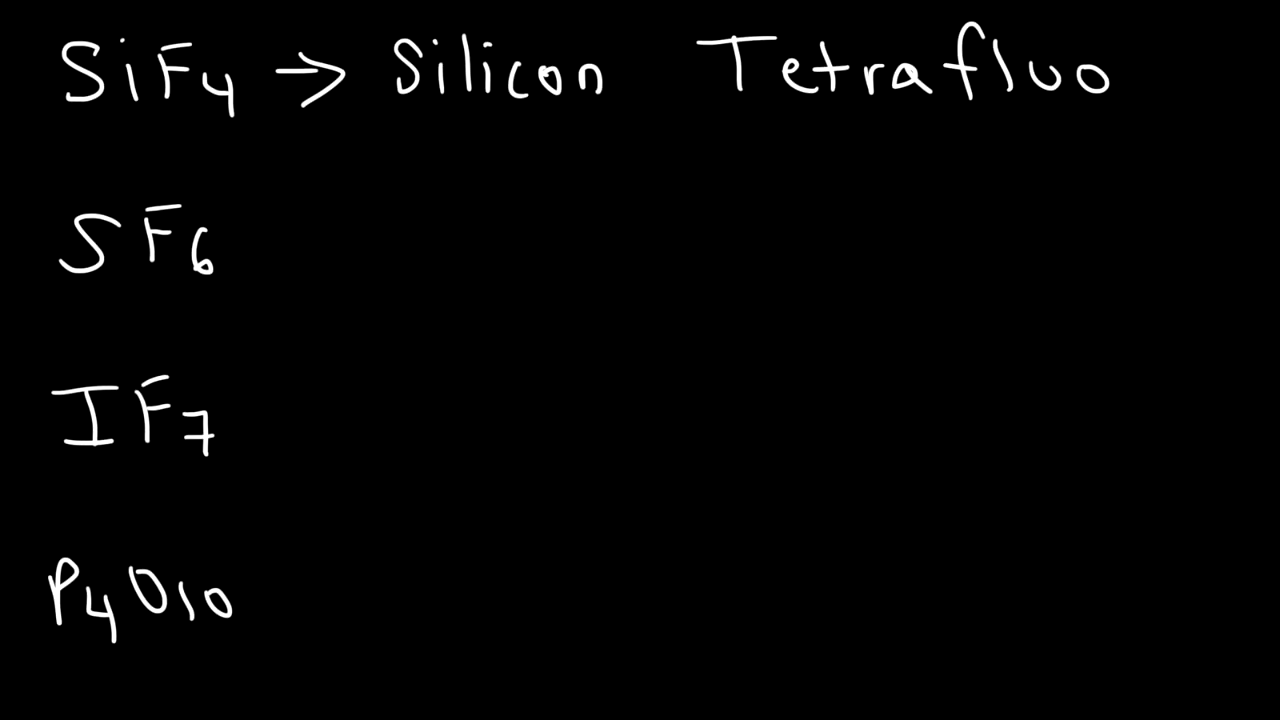 SiF₄ → Silicon Tetrafluo
SF₆
IF₇
P₄O₁₀